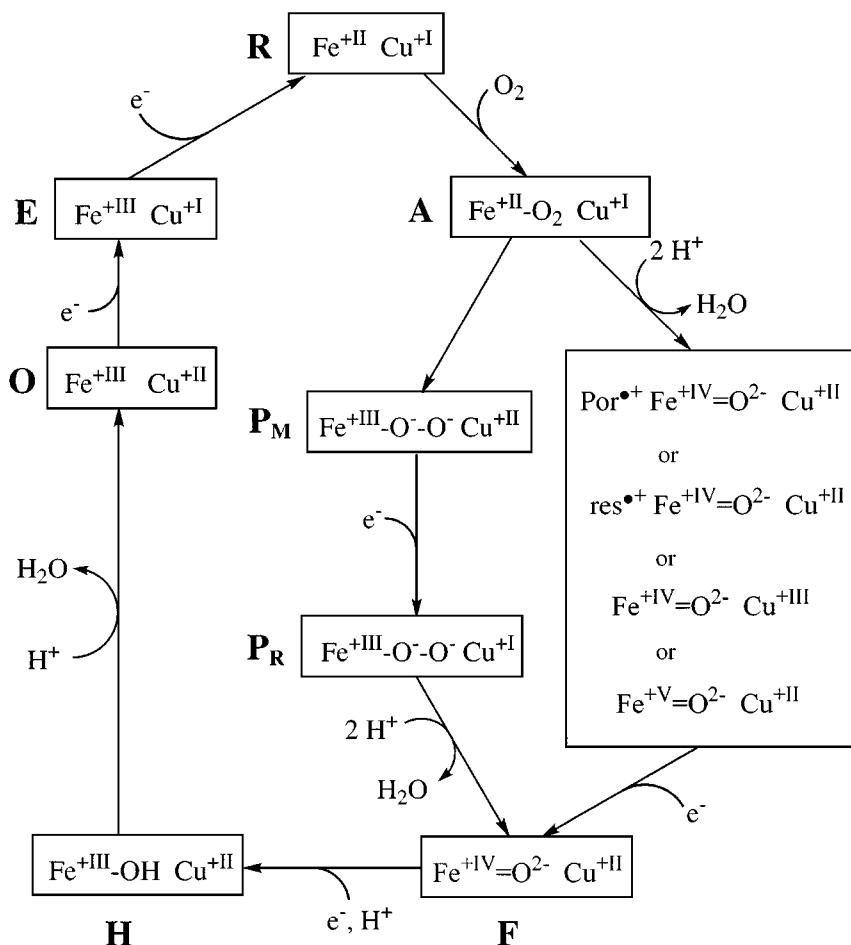 R
Fe⁺ᴵᴵ Cu⁺ᴵ
e⁻
O₂
E
Fe⁺ᴵᴵᴵ Cu⁺ᴵ
A
Fe⁺ᴵᴵ-O₂ Cu⁺ᴵ
2 H⁺
H₂O
e⁻
O
Fe⁺ᴵᴵᴵ Cu⁺ᴵᴵ
Pᴍ
Fe⁺ᴵᴵᴵ-O⁻-O⁻ Cu⁺ᴵᴵ
Por•⁺ Fe⁺ᴵⱽ=O²⁻ Cu⁺ᴵᴵ
or
res•⁺ Fe⁺ᴵⱽ=O²⁻ Cu⁺ᴵᴵ
or
Fe⁺ᴵⱽ=O²⁻ Cu⁺ᴵᴵᴵ
or
Fe⁺ⱽ=O²⁻ Cu⁺ᴵᴵ
e⁻
H₂O
H⁺
Pʀ
Fe⁺ᴵᴵᴵ-O⁻-O⁻ Cu⁺ᴵ
2 H⁺
H₂O
e⁻
Fe⁺ᴵᴵᴵ-OH Cu⁺ᴵᴵ
H
e⁻, H⁺
Fe⁺ᴵⱽ=O²⁻ Cu⁺ᴵᴵ
F